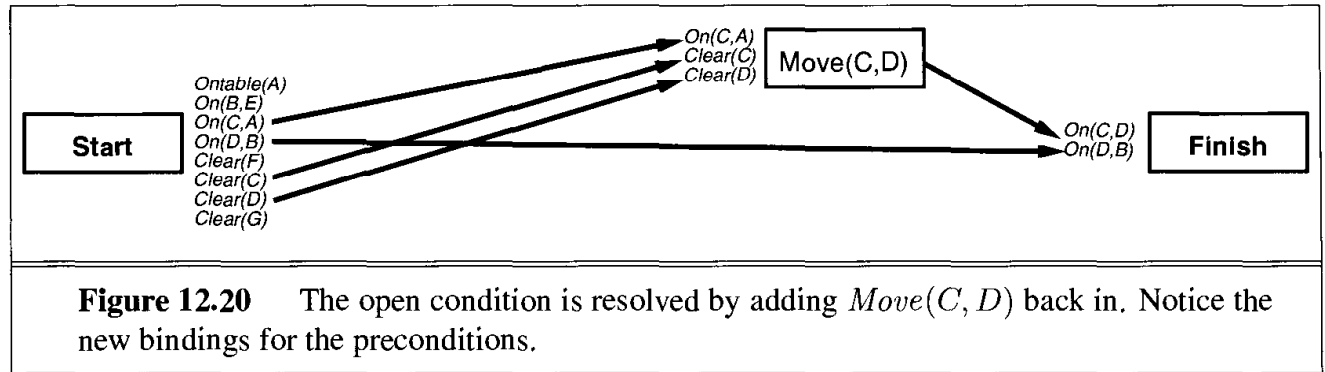 Start
Ontable(A)
On(B,E)
On(C,A)
On(D,B)
Clear(F)
Clear(C)
Clear(D)
Clear(G)
On(C,A)
Clear(C)
Clear(D)
Move(C,D)
On(C,D)
On(D,B)
Finish
Figure 12.20 The open condition is resolved by adding Move(C, D) back in. Notice the
new bindings for the preconditions.